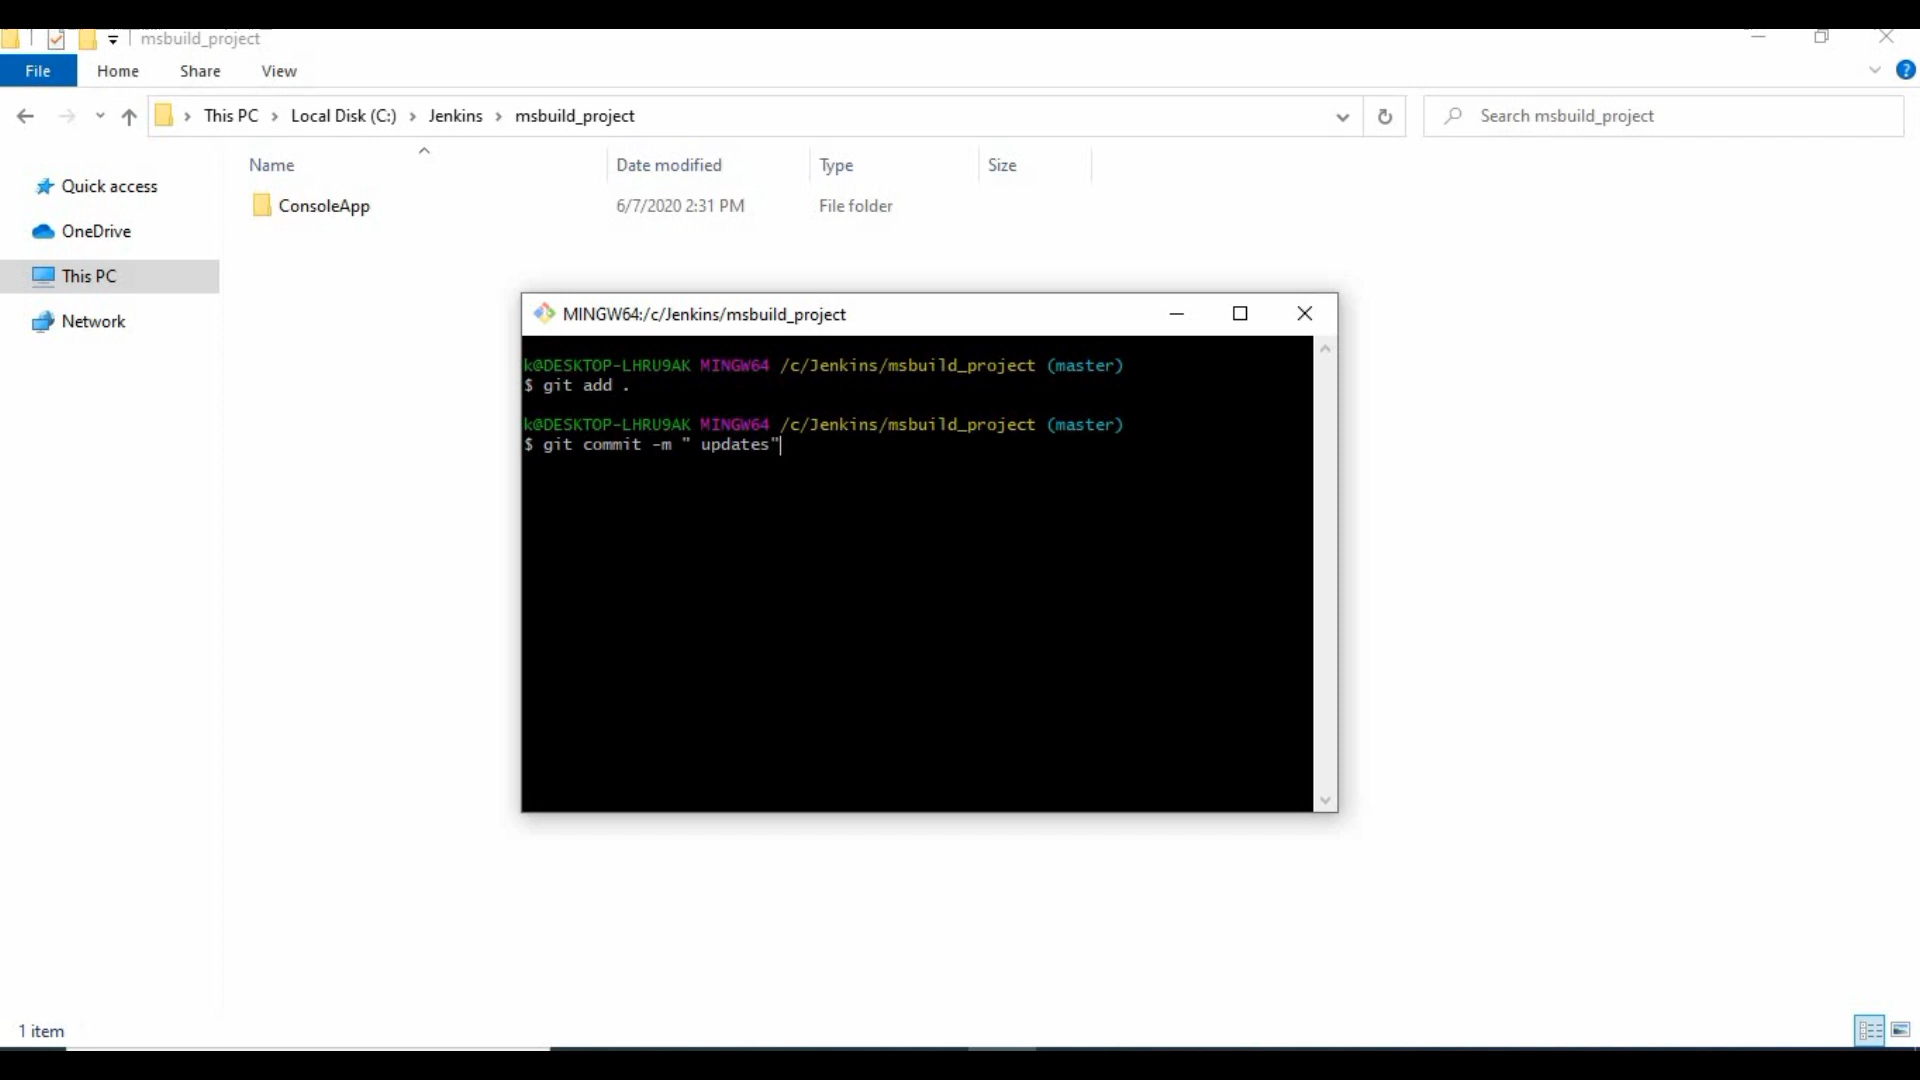 msbuild_project
File Home Share View
This PC Local Disk (C:) Jenkins msbuild_project
Search msbuild_project
Name Date modified Type Size
Quick access
ConsoleApp 6/7/2020 2:31 PM File folder
OneDrive
This PC
Network
MINGW64:/c/Jenkins/msbuild_project
k@DESKTOP-LHRU9AK MINGW64 /c/Jenkins/msbuild_project (master)
$ git add .
k@DESKTOP-LHRU9AK MINGW64 /c/Jenkins/msbuild_project (master)
$ git commit -m " updates"
1 item